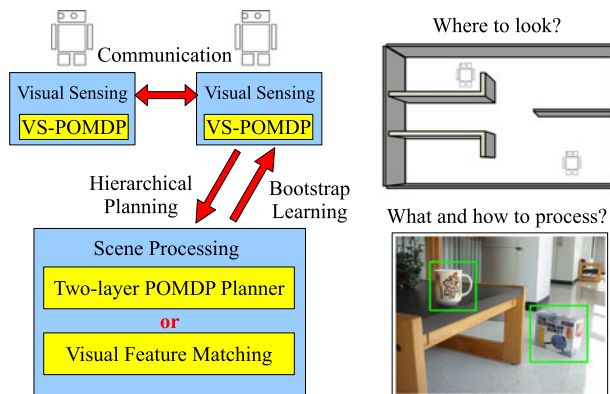 Communication
Visual Sensing
VS-POMDP
Visual Sensing
VS-POMDP
Hierarchical
Planning
Bootstrap
Learning
Scene Processing
Two-layer POMDP Planner
or
Visual Feature Matching
Where to look?
What and how to process?